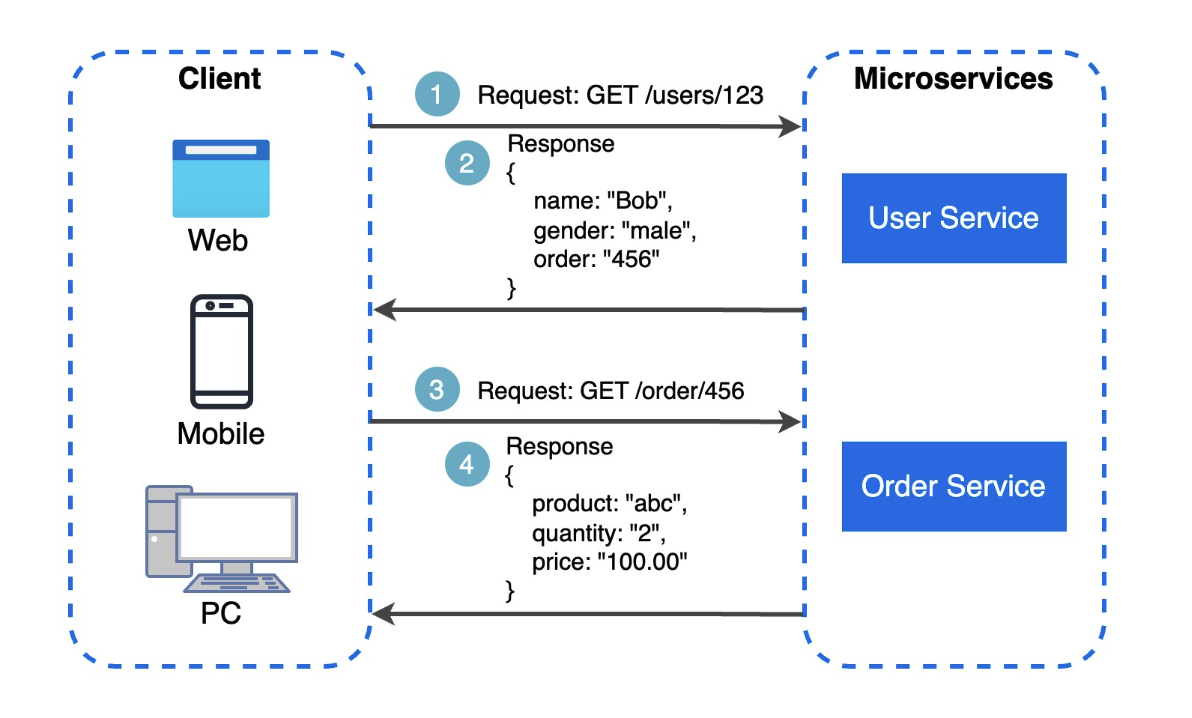 Client
Web
Mobile
PC
1
Request: GET /users/123
2
Response
{
name: "Bob",
gender: "male",
order: "456"
}
3
Request: GET /order/456
4
Response
{
product: "abc",
quantity: "2",
price: "100.00"
}
Microservices
User Service
Order Service